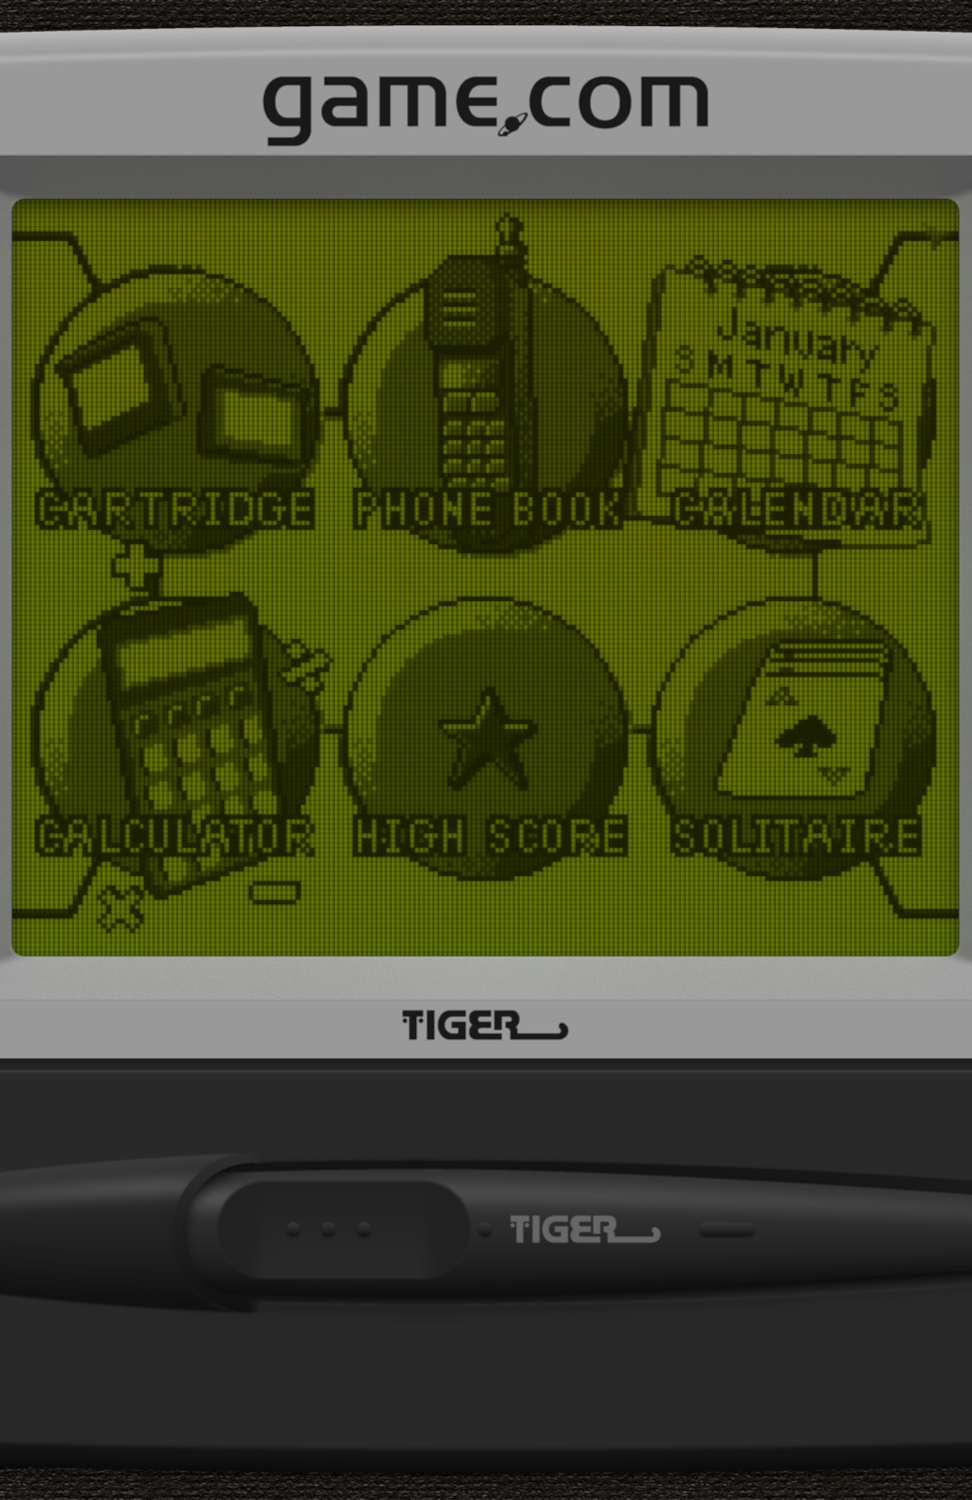 game.com
January
S M T W T F S
CARTRIDGE PHONE BOOK CALENDAR
CALCULATOR HIGH SCORE SOLITAIRE
TIGER
TIGER